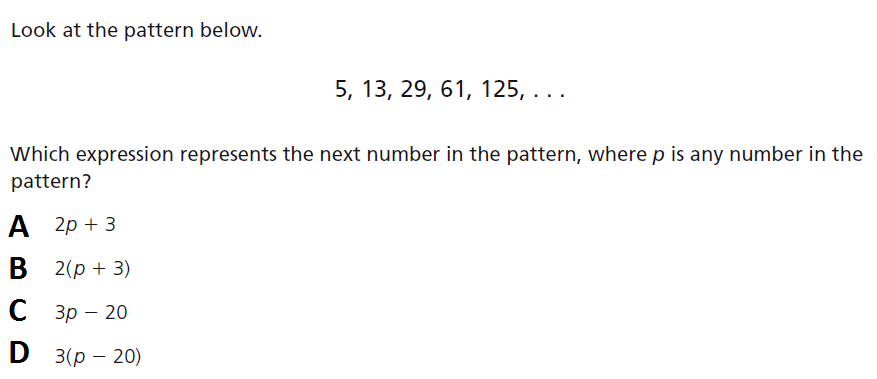 Look at the pattern below.
5, 13, 29, 61, 125, . . .
Which expression represents the next number in the pattern, where p is any number in the
pattern?
A 2p + 3
B 2(p + 3)
C 3p − 20
D 3(p − 20)